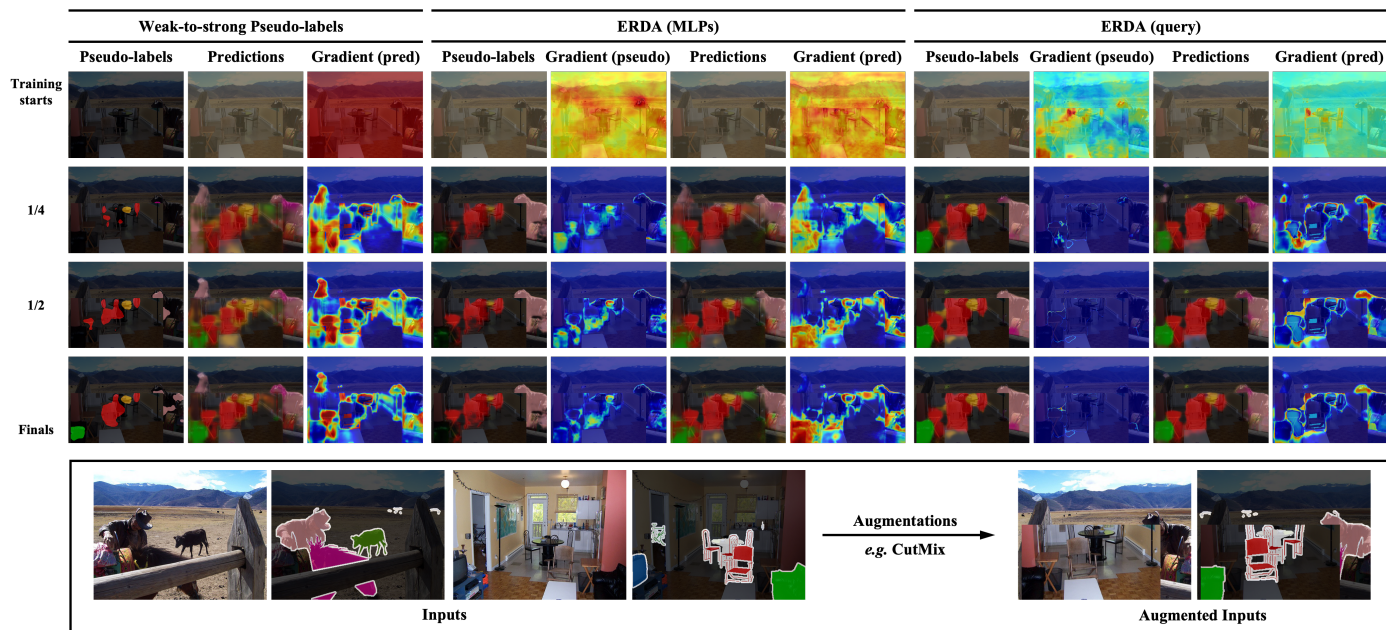 Weak-to-strong Pseudo-labels ERDA (MLPs) ERDA (query)
Pseudo-labels Predictions Gradient (pred) Pseudo-labels Gradient (pseudo) Predictions Gradient (pred) Pseudo-labels Gradient (pseudo) Predictions Gradient (pred)
Training
starts
1/4
1/2
Finals
Augmentations
e.g. CutMix
Inputs Augmented Inputs